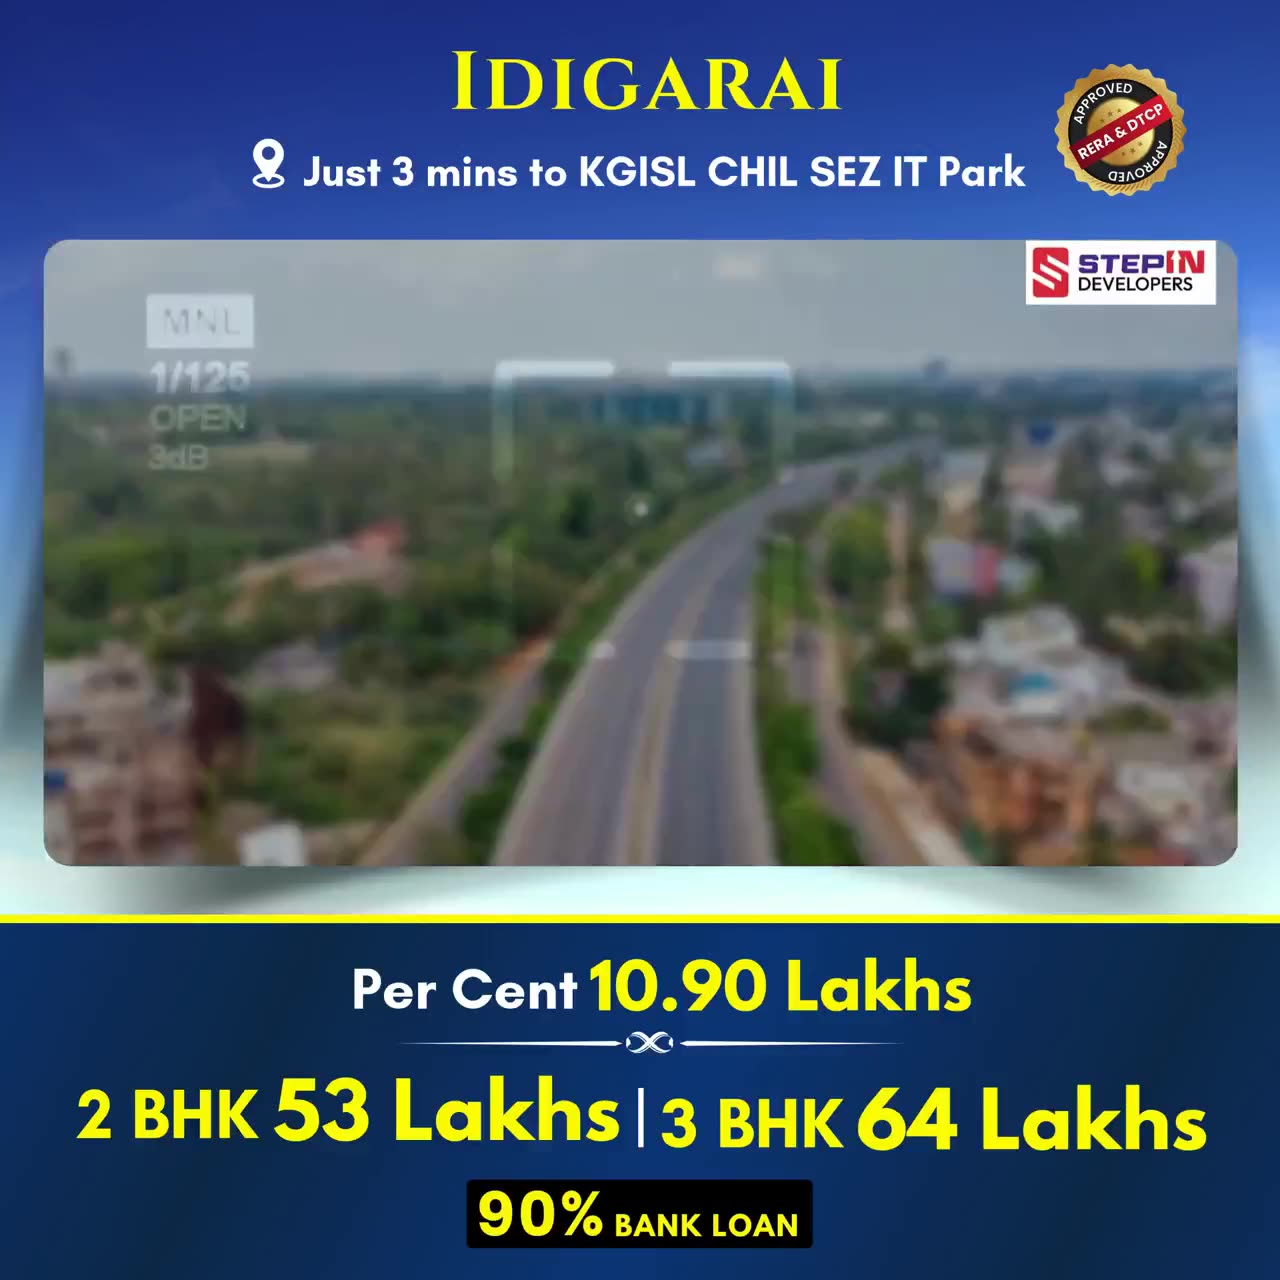 IDIGARAI
Just 3 mins to KGISL CHIL SEZ IT Park
APPROVED
RERA & DTCP
APPROVED
STEPIN
DEVELOPERS
MNL
1/125
OPEN
3dB
Per Cent 10.90 Lakhs
2 BHK 53 Lakhs | 3 BHK 64 Lakhs
90% BANK LOAN